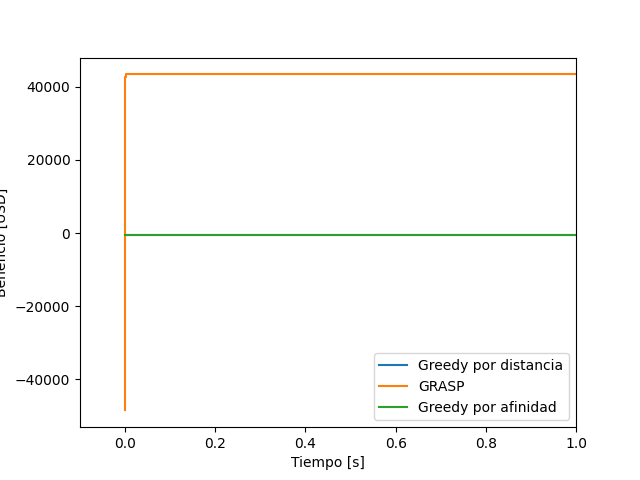 40000
20000
0
−20000
−40000
Beneficio [USD]
0.0 0.2 0.4 0.6 0.8 1.0
Tiempo [s]
Greedy por distancia
GRASP
Greedy por afinidad